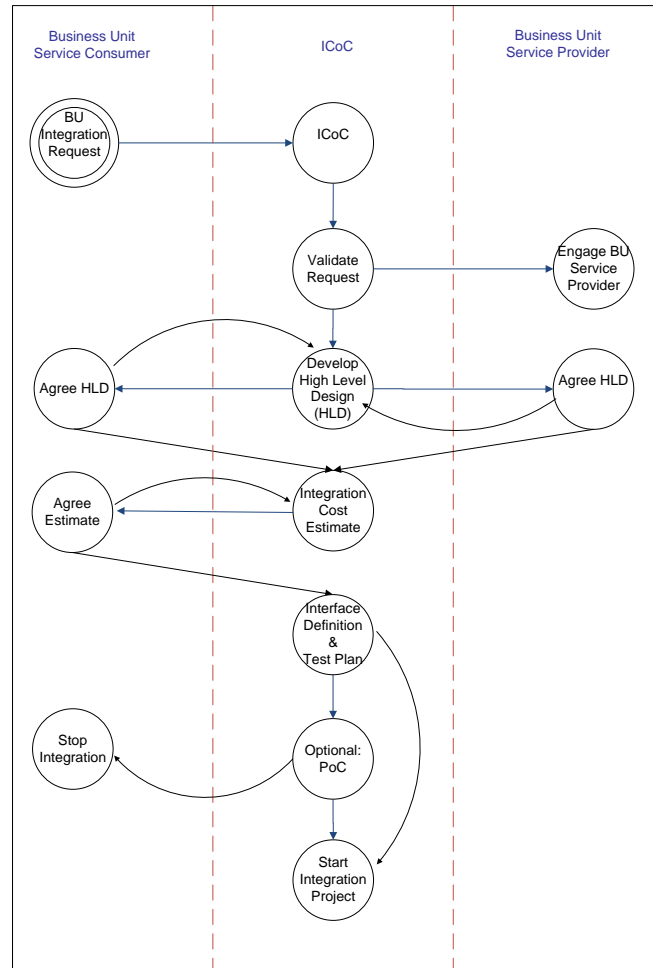 Business Unit
Service Consumer
ICoC
Business Unit
Service Provider
BU
Integration
Request
ICoC
Validate
Request
Engage BU
Service
Provider
Agree HLD
Develop
High Level
Design
(HLD)
Agree HLD
Agree
Estimate
Integration
Cost
Estimate
Interface
Definition
&
Test Plan
Stop
Integration
Optional:
PoC
Start
Integration
Project